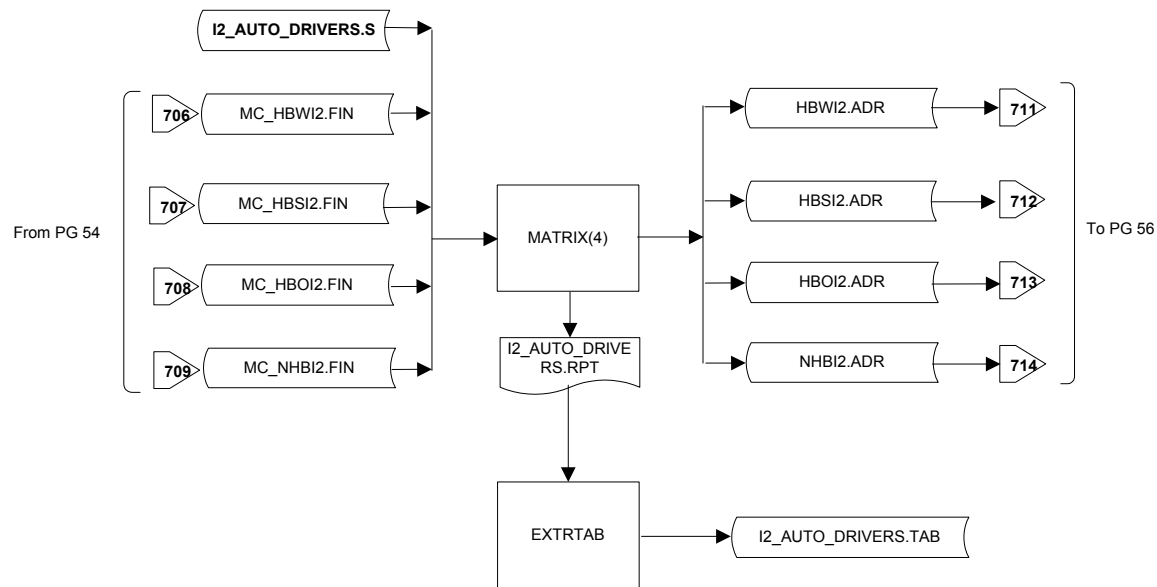 I2_AUTO_DRIVERS.S
706
MC_HBWI2.FIN
HBWI2.ADR
711
707
MC_HBSI2.FIN
HBSI2.ADR
712
From PG 54
MATRIX(4)
To PG 56
708
MC_HBOI2.FIN
HBOI2.ADR
713
I2_AUTO_DRIVE
RS.RPT
709
MC_NHBI2.FIN
NHBI2.ADR
714
EXTRTAB
I2_AUTO_DRIVERS.TAB